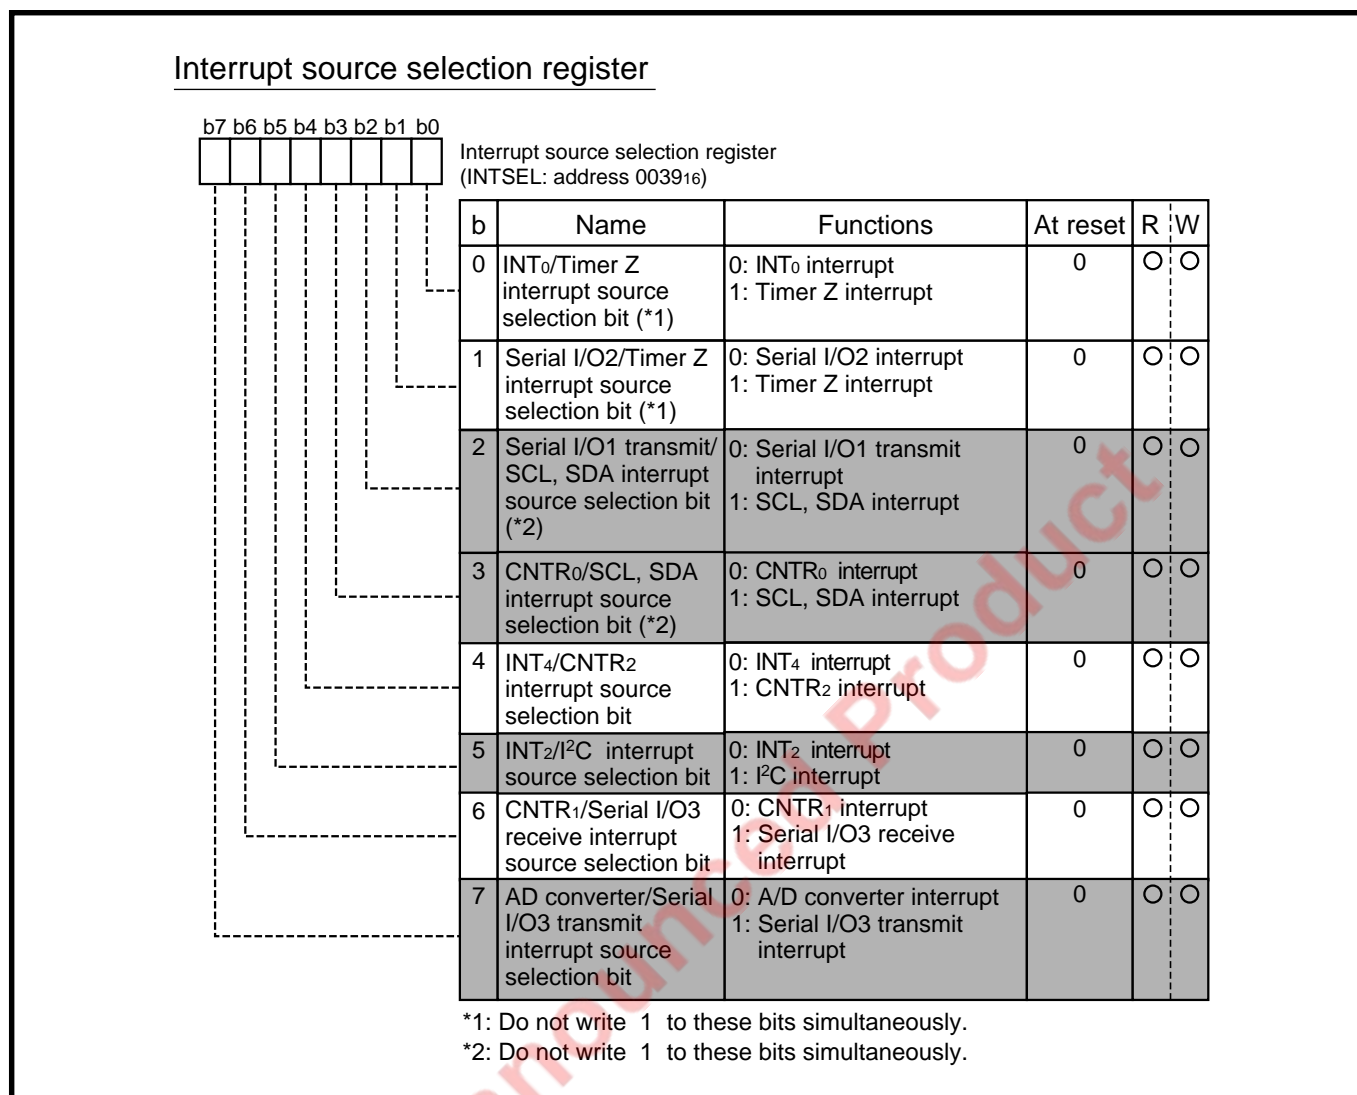 Interrupt source selection register
b7 b6 b5 b4 b3 b2 b1 b0
Interrupt source selection register
(INTSEL: address 0039₁₆)
b Name Functions At reset R W
0 INT₀/Timer Z
interrupt source
selection bit (*1)
0: INT₀ interrupt
1: Timer Z interrupt
0 ○ ○
1 Serial I/O2/Timer Z
interrupt source
selection bit (*1)
0: Serial I/O2 interrupt
1: Timer Z interrupt
0 ○ ○
2 Serial I/O1 transmit/
SCL, SDA interrupt
source selection bit
(*2)
0: Serial I/O1 transmit
interrupt
1: SCL, SDA interrupt
0 ○ ○
3 CNTR₀/SCL, SDA
interrupt source
selection bit (*2)
0: CNTR₀ interrupt
1: SCL, SDA interrupt
0 ○ ○
4 INT₄/CNTR₂
interrupt source
selection bit
0: INT₄ interrupt
1: CNTR₂ interrupt
0 ○ ○
5 INT₂/I²C interrupt
source selection bit
0: INT₂ interrupt
1: I²C interrupt
0 ○ ○
6 CNTR₁/Serial I/O3
receive interrupt
source selection bit
0: CNTR₁ interrupt
1: Serial I/O3 receive
interrupt
0 ○ ○
7 AD converter/Serial
I/O3 transmit
interrupt source
selection bit
0: A/D converter interrupt
1: Serial I/O3 transmit
interrupt
0 ○ ○
*1: Do not write 1 to these bits simultaneously.
*2: Do not write 1 to these bits simultaneously.
nounced Product